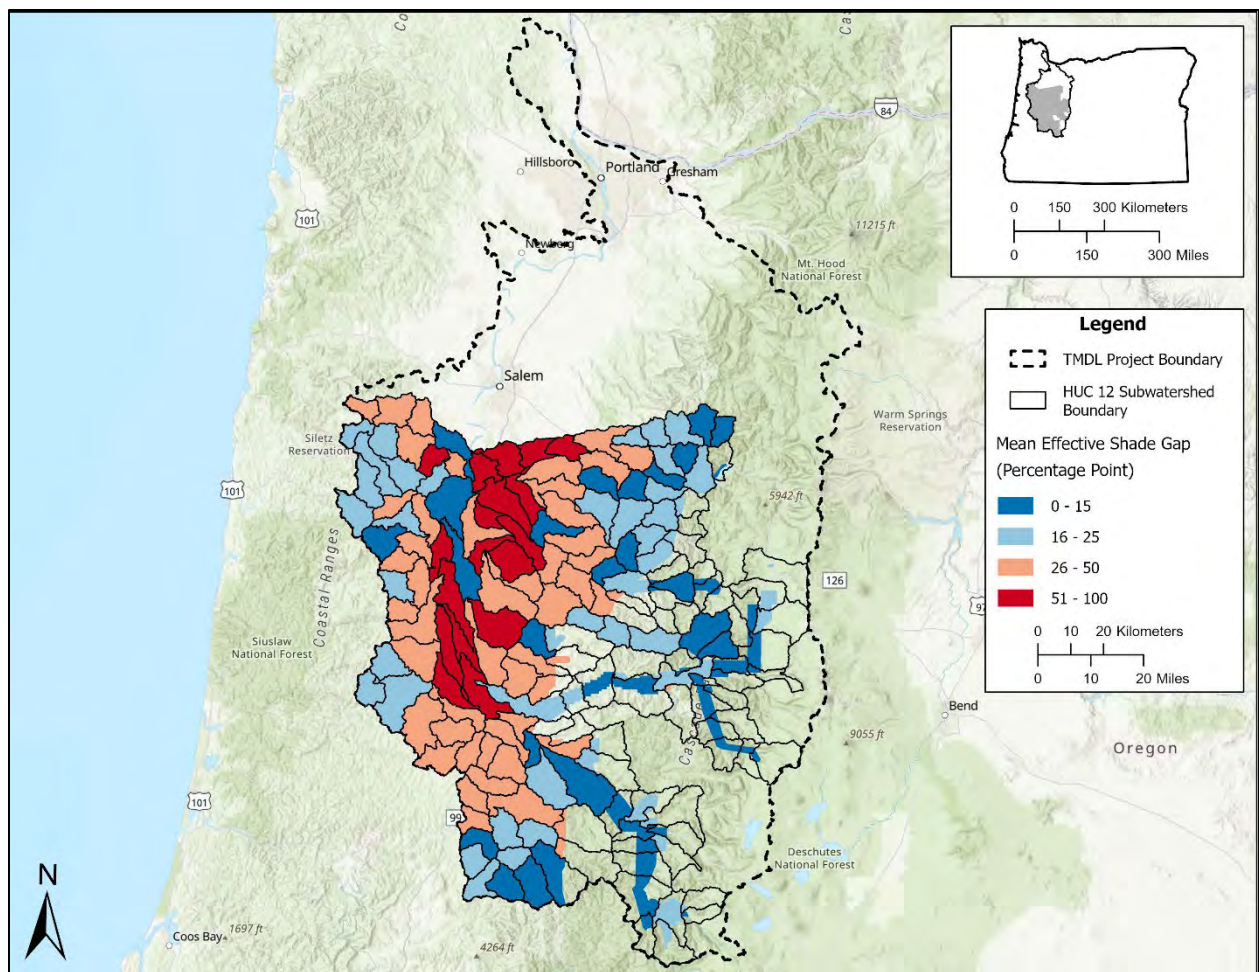 Co
Cas
84
Hillsboro
Portland
Gresham
101
11215 ft
Newberg
Mt. Hood
National Forest
Salem
Warm Springs
Reservation
Siletz
Reservation
101
5942 ft
Coastal Ranges
126
97
Siuslaw
National Forest
Cascade
Bend
9055 ft
Oregon
101
99
Deschutes
National Forest
N
Coos Bay
1697 ft
4264 ft
0 150 300 Kilometers
0 150 300 Miles
Legend
TMDL Project Boundary
HUC 12 Subwatershed
Boundary
Mean Effective Shade Gap
(Percentage Point)
0 - 15
16 - 25
26 - 50
51 - 100
0 10 20 Kilometers
0 10 20 Miles